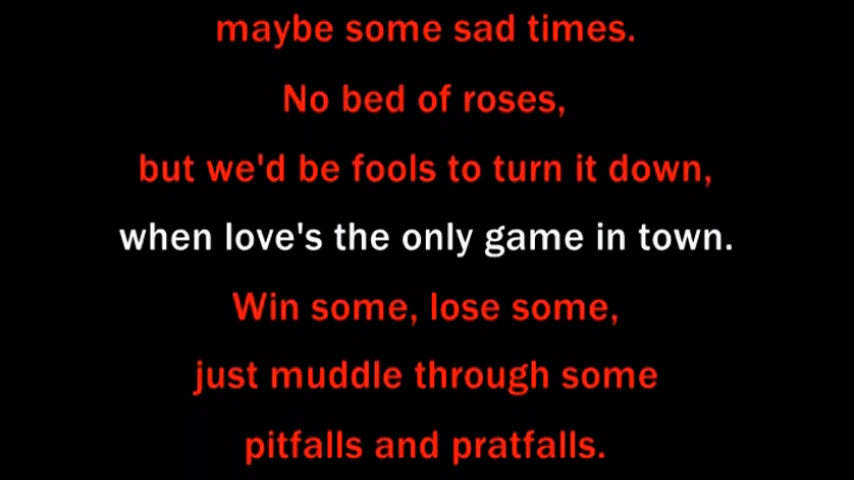 maybe some sad times.
No bed of roses,
but we'd be fools to turn it down,
when love's the only game in town.
Win some, lose some,
just muddle through some
pitfalls and pratfalls.